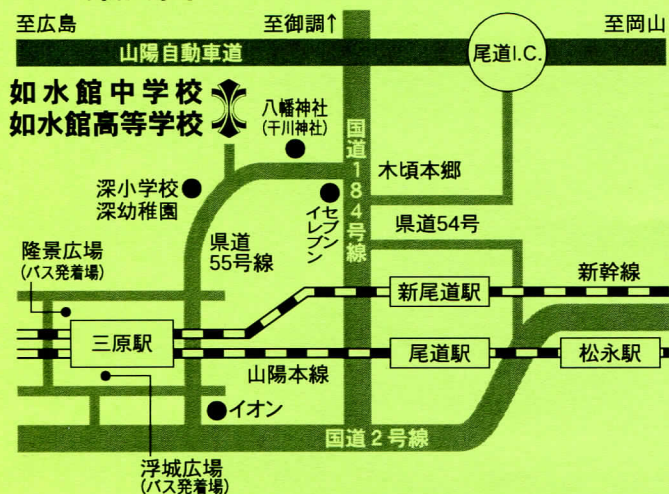 至広島
至御調↑
至岡山
山陽自動車道
尾道I.C.
如水館中学校
如水館高等学校
八幡神社
(干川神社)
国道184号線
木頃本郷
深小学校
深幼稚園
セブン
イレブン
県道
55号線
県道54号
隆景広場
(バス発着場)
新幹線
新尾道駅
三原駅
尾道駅
松永駅
山陽本線
イオン
国道2号線
浮城広場
(バス発着場)